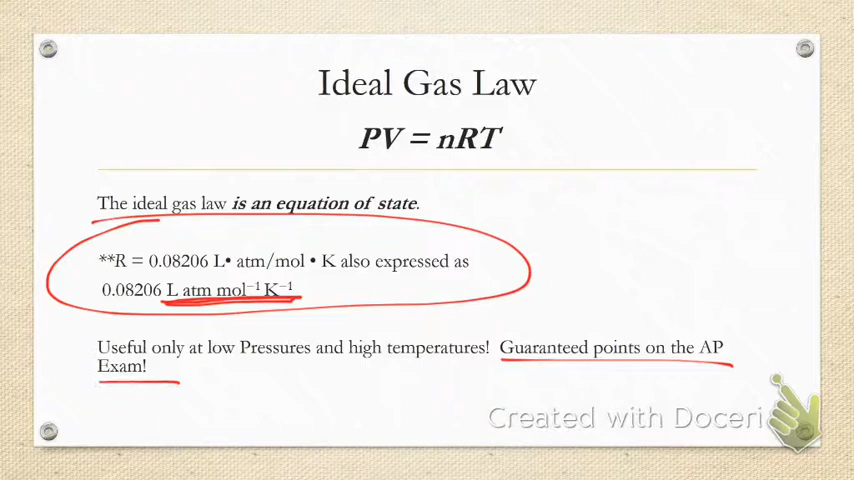 Ideal Gas Law
PV = nRT
The ideal gas law is an equation of state.
**R = 0.08206 L• atm/mol • K also expressed as
0.08206 L atm mol⁻¹ K⁻¹
Useful only at low Pressures and high temperatures! Guaranteed points on the AP
Exam!
Created with Doceri